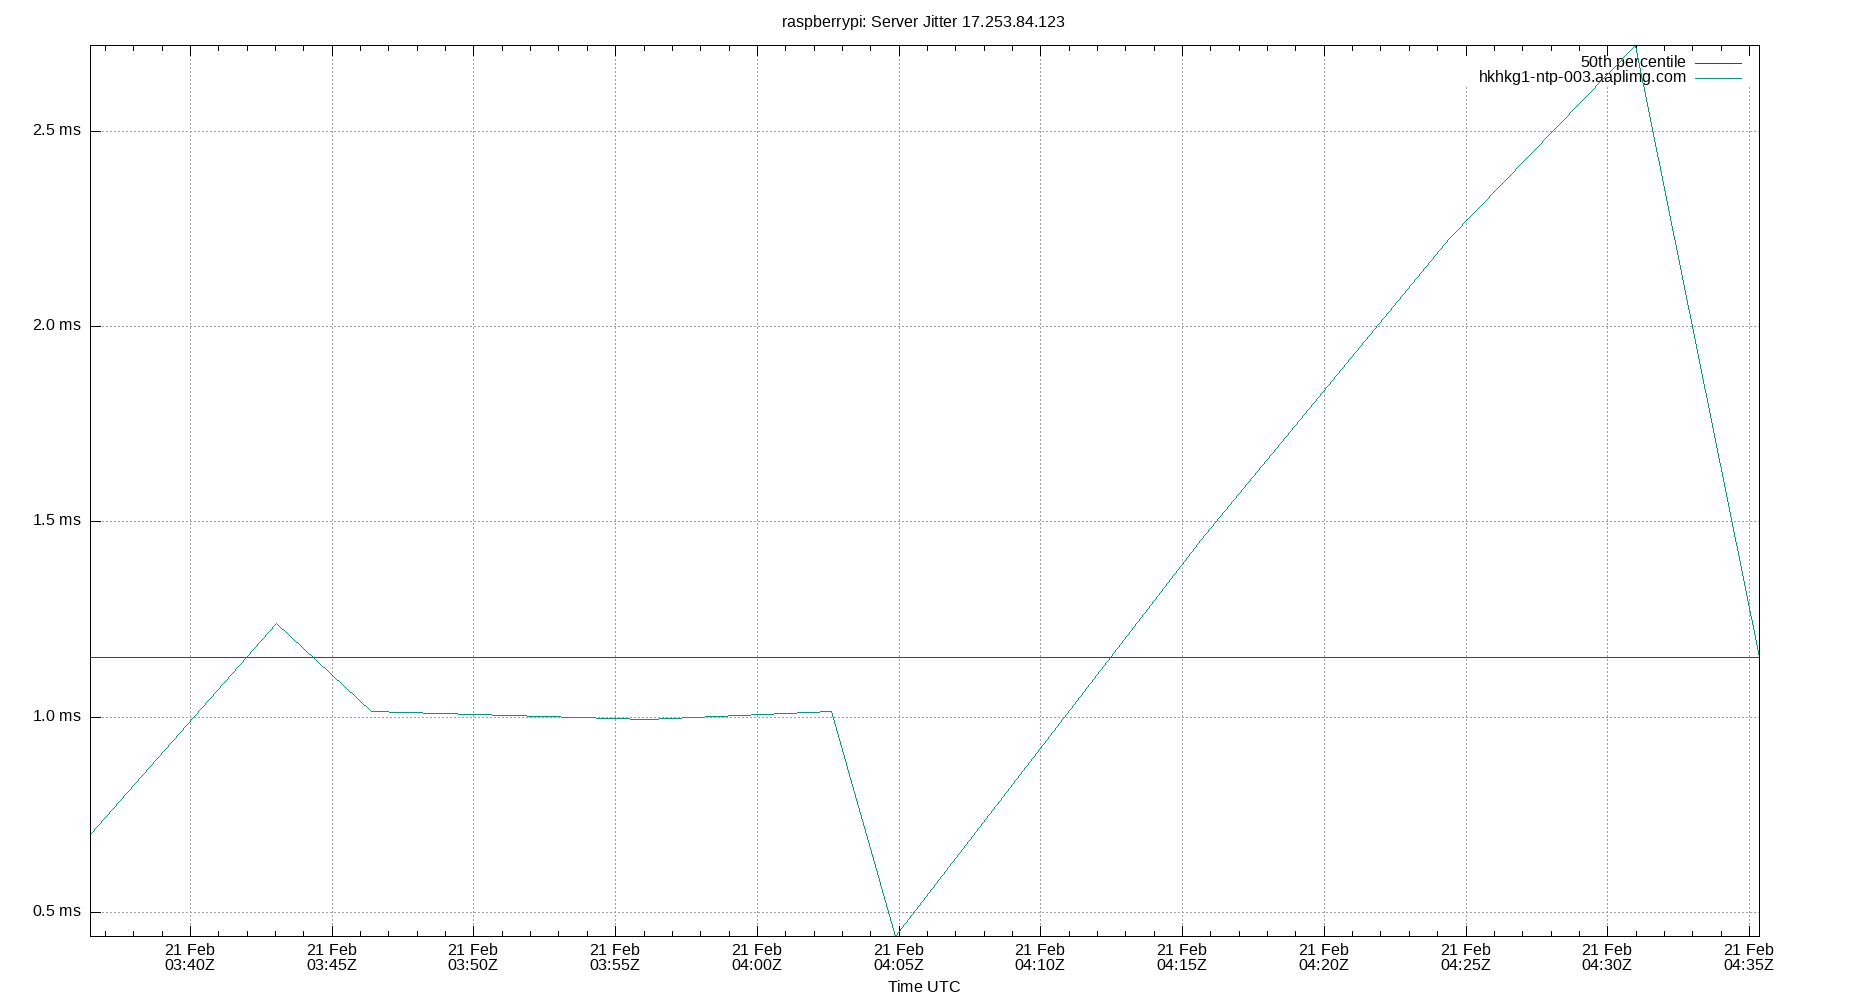 raspberrypi: Server Jitter 17.253.84.123
50th percentile
hkhkg1-ntp-003.aaplimg.com
2.5 ms
2.0 ms
1.5 ms
1.0 ms
0.5 ms
21 Feb 21 Feb 21 Feb 21 Feb 21 Feb 21 Feb 21 Feb 21 Feb 21 Feb 21 Feb 21 Feb 21 Feb
03:40Z 03:45Z 03:50Z 03:55Z 04:00Z 04:05Z 04:10Z 04:15Z 04:20Z 04:25Z 04:30Z 04:35Z
Time UTC